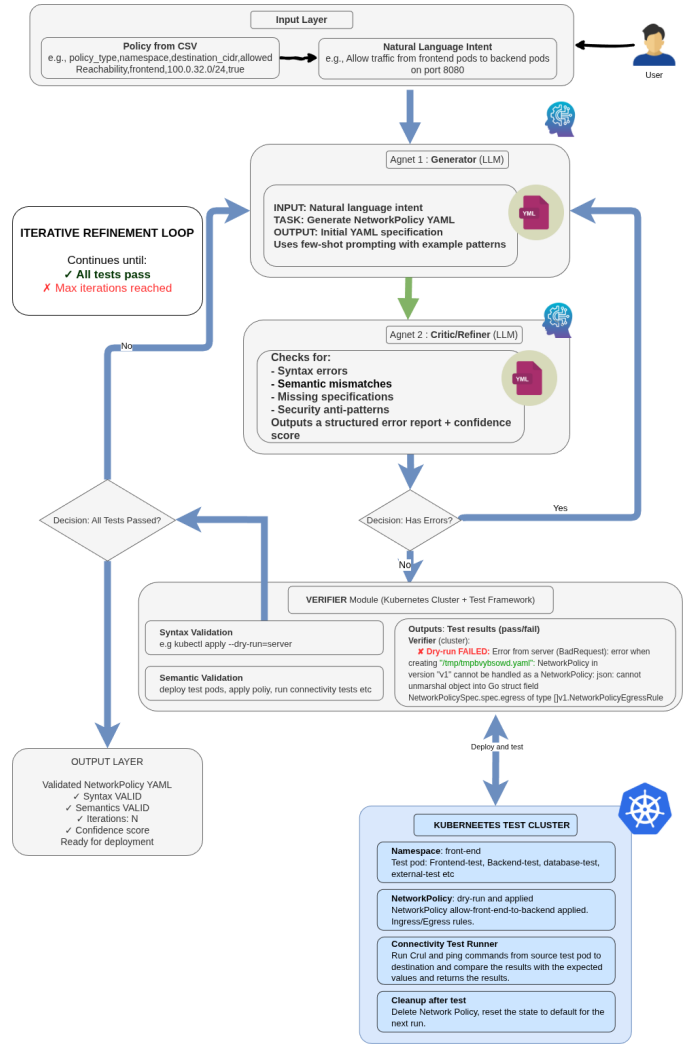 Input Layer
Policy from CSV
e.g., policy_type,namespace,destination_cidr,allowed
Reachability,frontend,100.0.32.0/24,true
Natural Language Intent
e.g., Allow traffic from frontend pods to backend pods
on port 8080
User
Agnet 1 : Generator (LLM)
INPUT: Natural language intent
TASK: Generate NetworkPolicy YAML
OUTPUT: Initial YAML specification
Uses few-shot prompting with example patterns
YML
ITERATIVE REFINEMENT LOOP
Continues until:
✓ All tests pass
✗ Max iterations reached
No
Agnet 2 : Critic/Refiner (LLM)
Checks for:
- Syntax errors
- Semantic mismatches
- Missing specifications
- Security anti-patterns
Outputs a structured error report + confidence
score
YML
Decision: All Tests Passed?
Decision: Has Errors?
Yes
No
VERIFIER Module (Kubernetes Cluster + Test Framework)
Syntax Validation
e.g kubectl apply --dry-run=server
Semantic Validation
deploy test pods, apply poliy, run connectivity tests etc
Outputs: Test results (pass/fail)
Verifier (cluster):
✘ Dry-run FAILED: Error from server (BadRequest): error when
creating "/tmp/tmpbvybsowd.yaml": NetworkPolicy in
version "v1" cannot be handled as a NetworkPolicy: json: cannot
unmarshal object into Go struct field
NetworkPolicySpec.spec.egress of type []v1.NetworkPolicyEgressRule
Deploy and test
OUTPUT LAYER
Validated NetworkPolicy YAML
✓ Syntax VALID
✓ Semantics VALID
✓ Iterations: N
✓ Confidence score
Ready for deployment
KUBERNEETES TEST CLUSTER
Namespace: front-end
Test pod: Frontend-test, Backend-test, database-test,
external-test etc
NetworkPolicy: dry-run and applied
NetworkPolicy allow-front-end-to-backend applied.
Ingress/Egress rules.
Connectivity Test Runner
Run Crul and ping commands from source test pod to
destination and compare the results with the expected
values and returns the results.
Cleanup after test
Delete Network Policy, reset the state to default for the
next run.